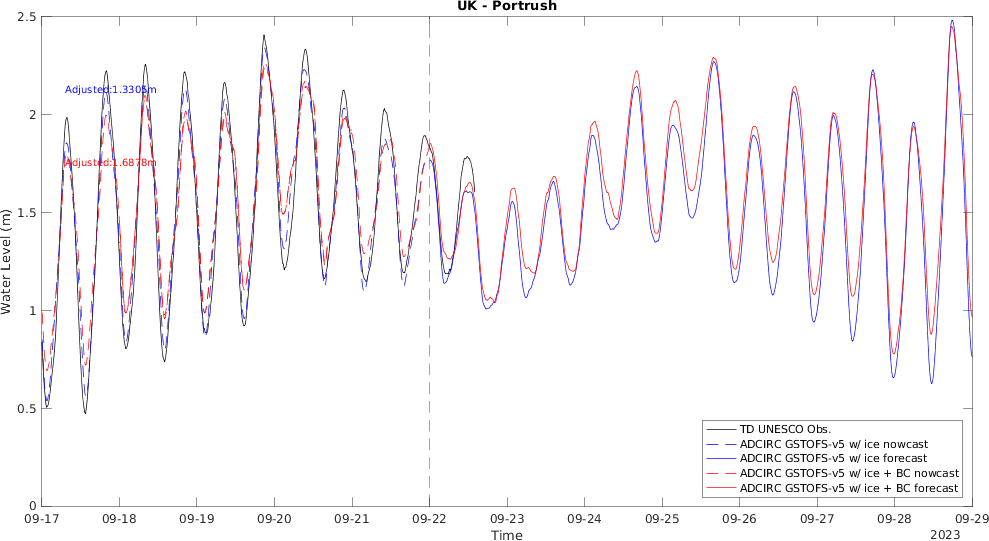 UK - Portrush
2.5
2
1.5
1
0.5
0
Water Level (m)
Adjusted:1.3305m
Adjusted:1.6878m
TD UNESCO Obs.
ADCIRC GSTOFS-v5 w/ ice nowcast
ADCIRC GSTOFS-v5 w/ ice forecast
ADCIRC GSTOFS-v5 w/ ice + BC nowcast
ADCIRC GSTOFS-v5 w/ ice + BC forecast
09-17 09-18 09-19 09-20 09-21 09-22 09-23 09-24 09-25 09-26 09-27 09-28 09-29
Time
2023